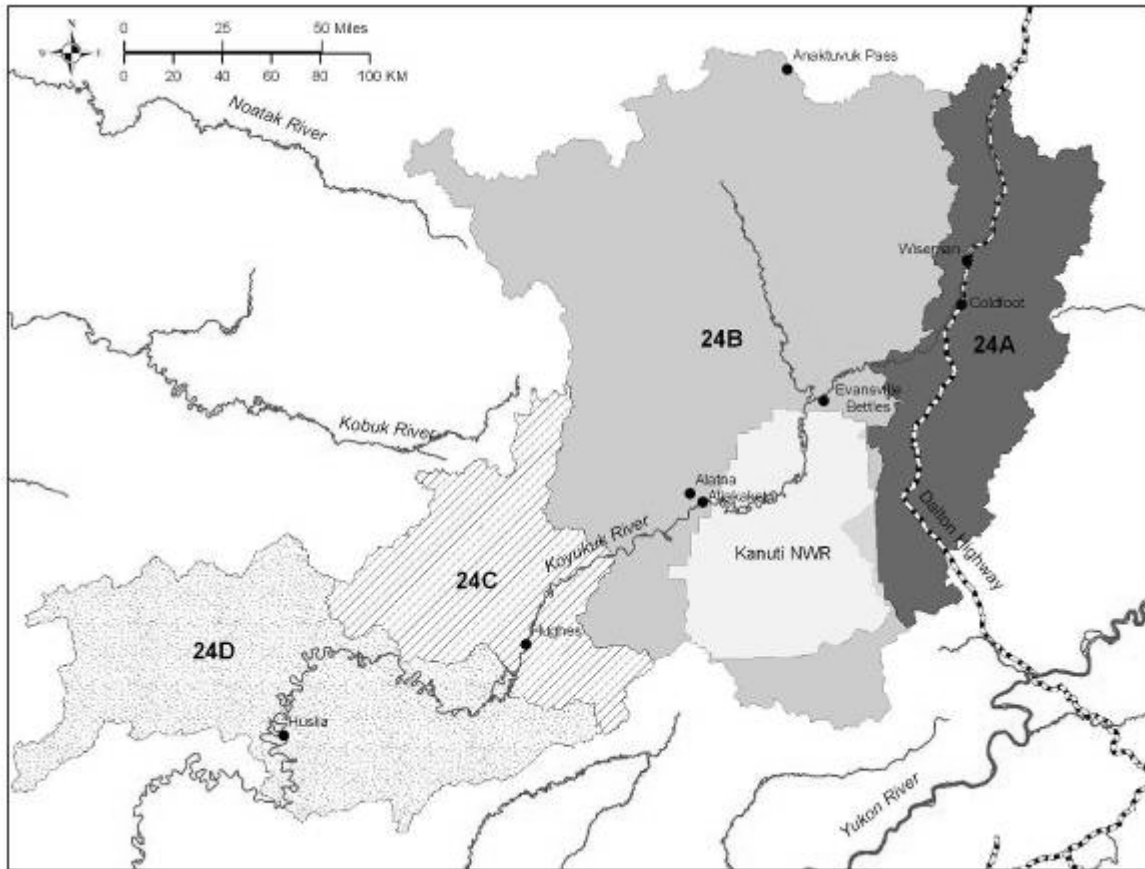 N
0 25 50 Miles
0 20 40 60 80 100 KM
Anaktuvuk Pass
Noatak River
Wiseman
Coldfoot
24B
24A
Evansville
Bettles
Kobuk River
Alatna
Allakaket
Koyukuk River
Kanuti NWR
Dalton Highway
24C
Hughes
24D
Huslia
Yukon River